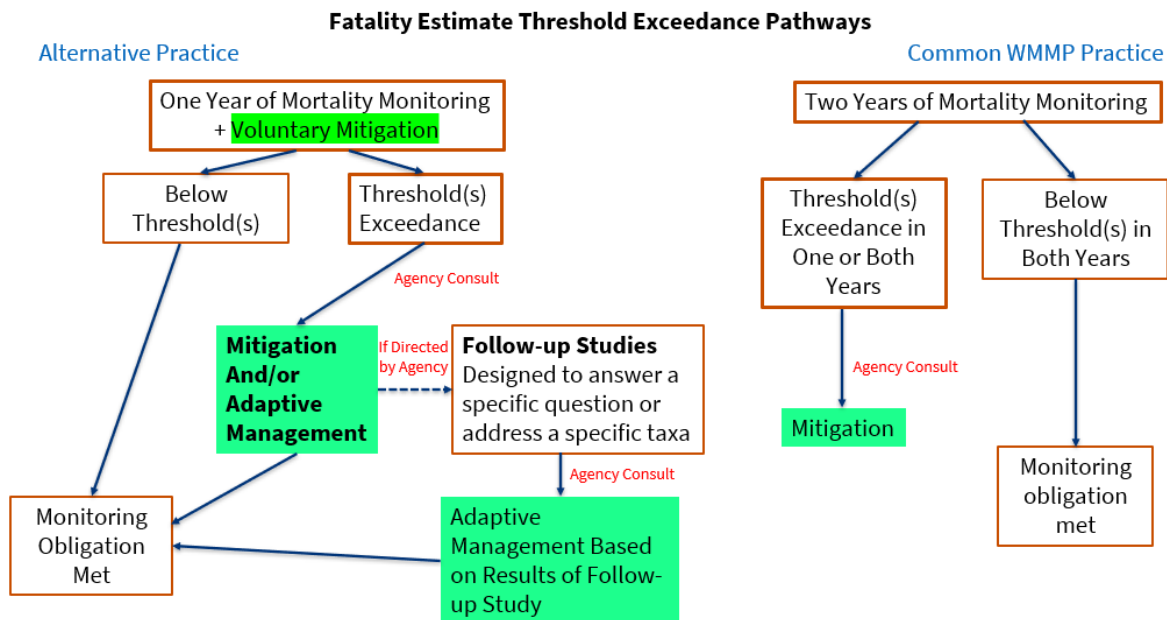 Fatality Estimate Threshold Exceedance Pathways
Alternative Practice
One Year of Mortality Monitoring
+ Voluntary Mitigation
Below
Threshold(s)
Threshold(s)
Exceedance
Agency Consult
Mitigation
And/or
Adaptive
Management
If Directed
by Agency
Follow-up Studies
Designed to answer a
specific question or
address a specific taxa
Agency Consult
Adaptive
Management Based
on Results of Follow-
up Study
Monitoring
Obligation
Met
Common WMMP Practice
Two Years of Mortality Monitoring
Threshold(s)
Exceedance in
One or Both
Years
Below
Threshold(s) in
Both Years
Agency Consult
Mitigation
Monitoring
obligation
met